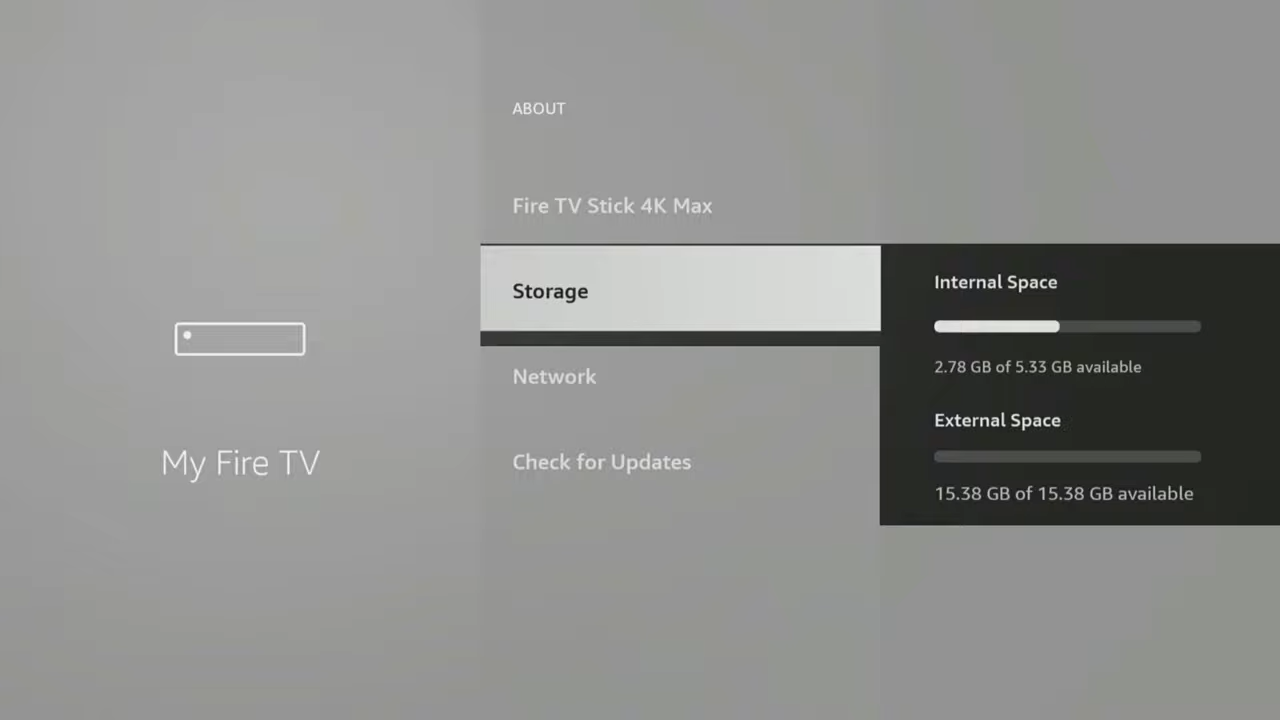 My Fire TV
ABOUT
Fire TV Stick 4K Max
Storage
Network
Check for Updates
Internal Space
2.78 GB of 5.33 GB available
External Space
15.38 GB of 15.38 GB available